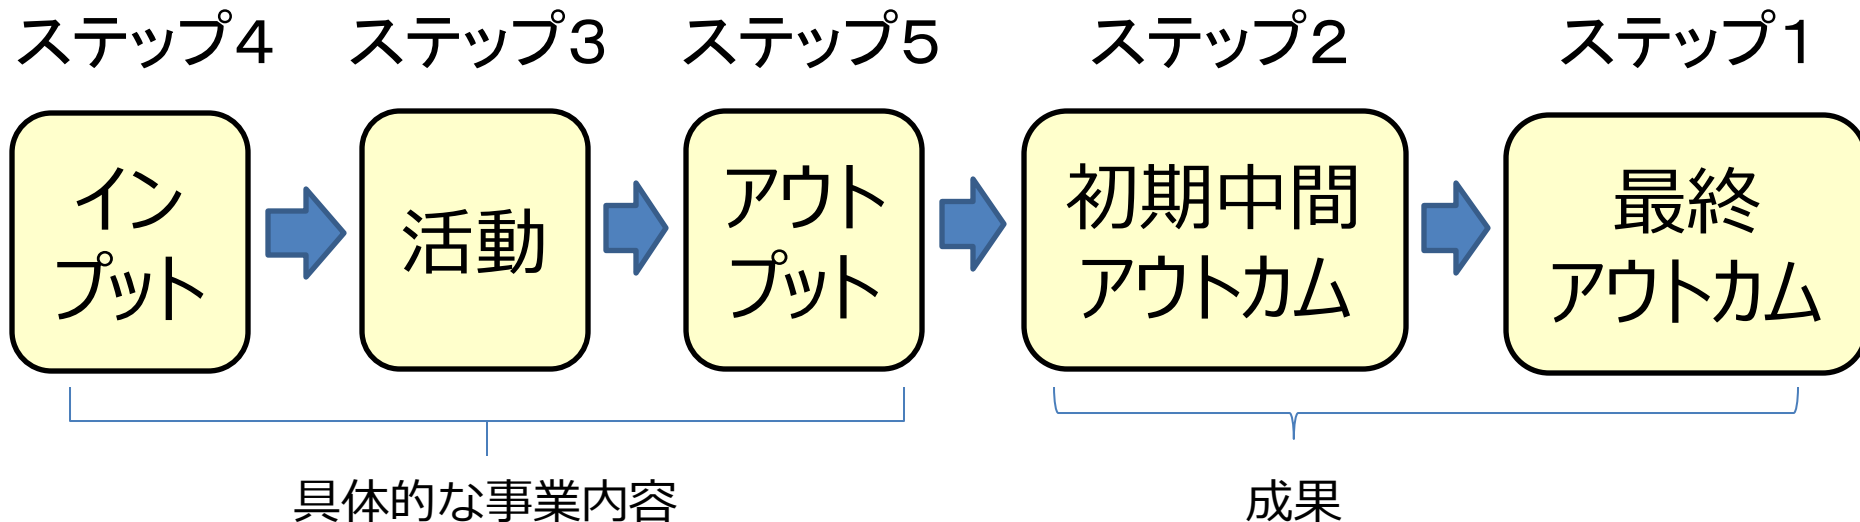 ステップ4 ステップ3 ステップ5 ステップ2 ステップ1
イン
プット
活動
アウト
プット
初期中間
アウトカム
最終
アウトカム
具体的な事業内容 成果